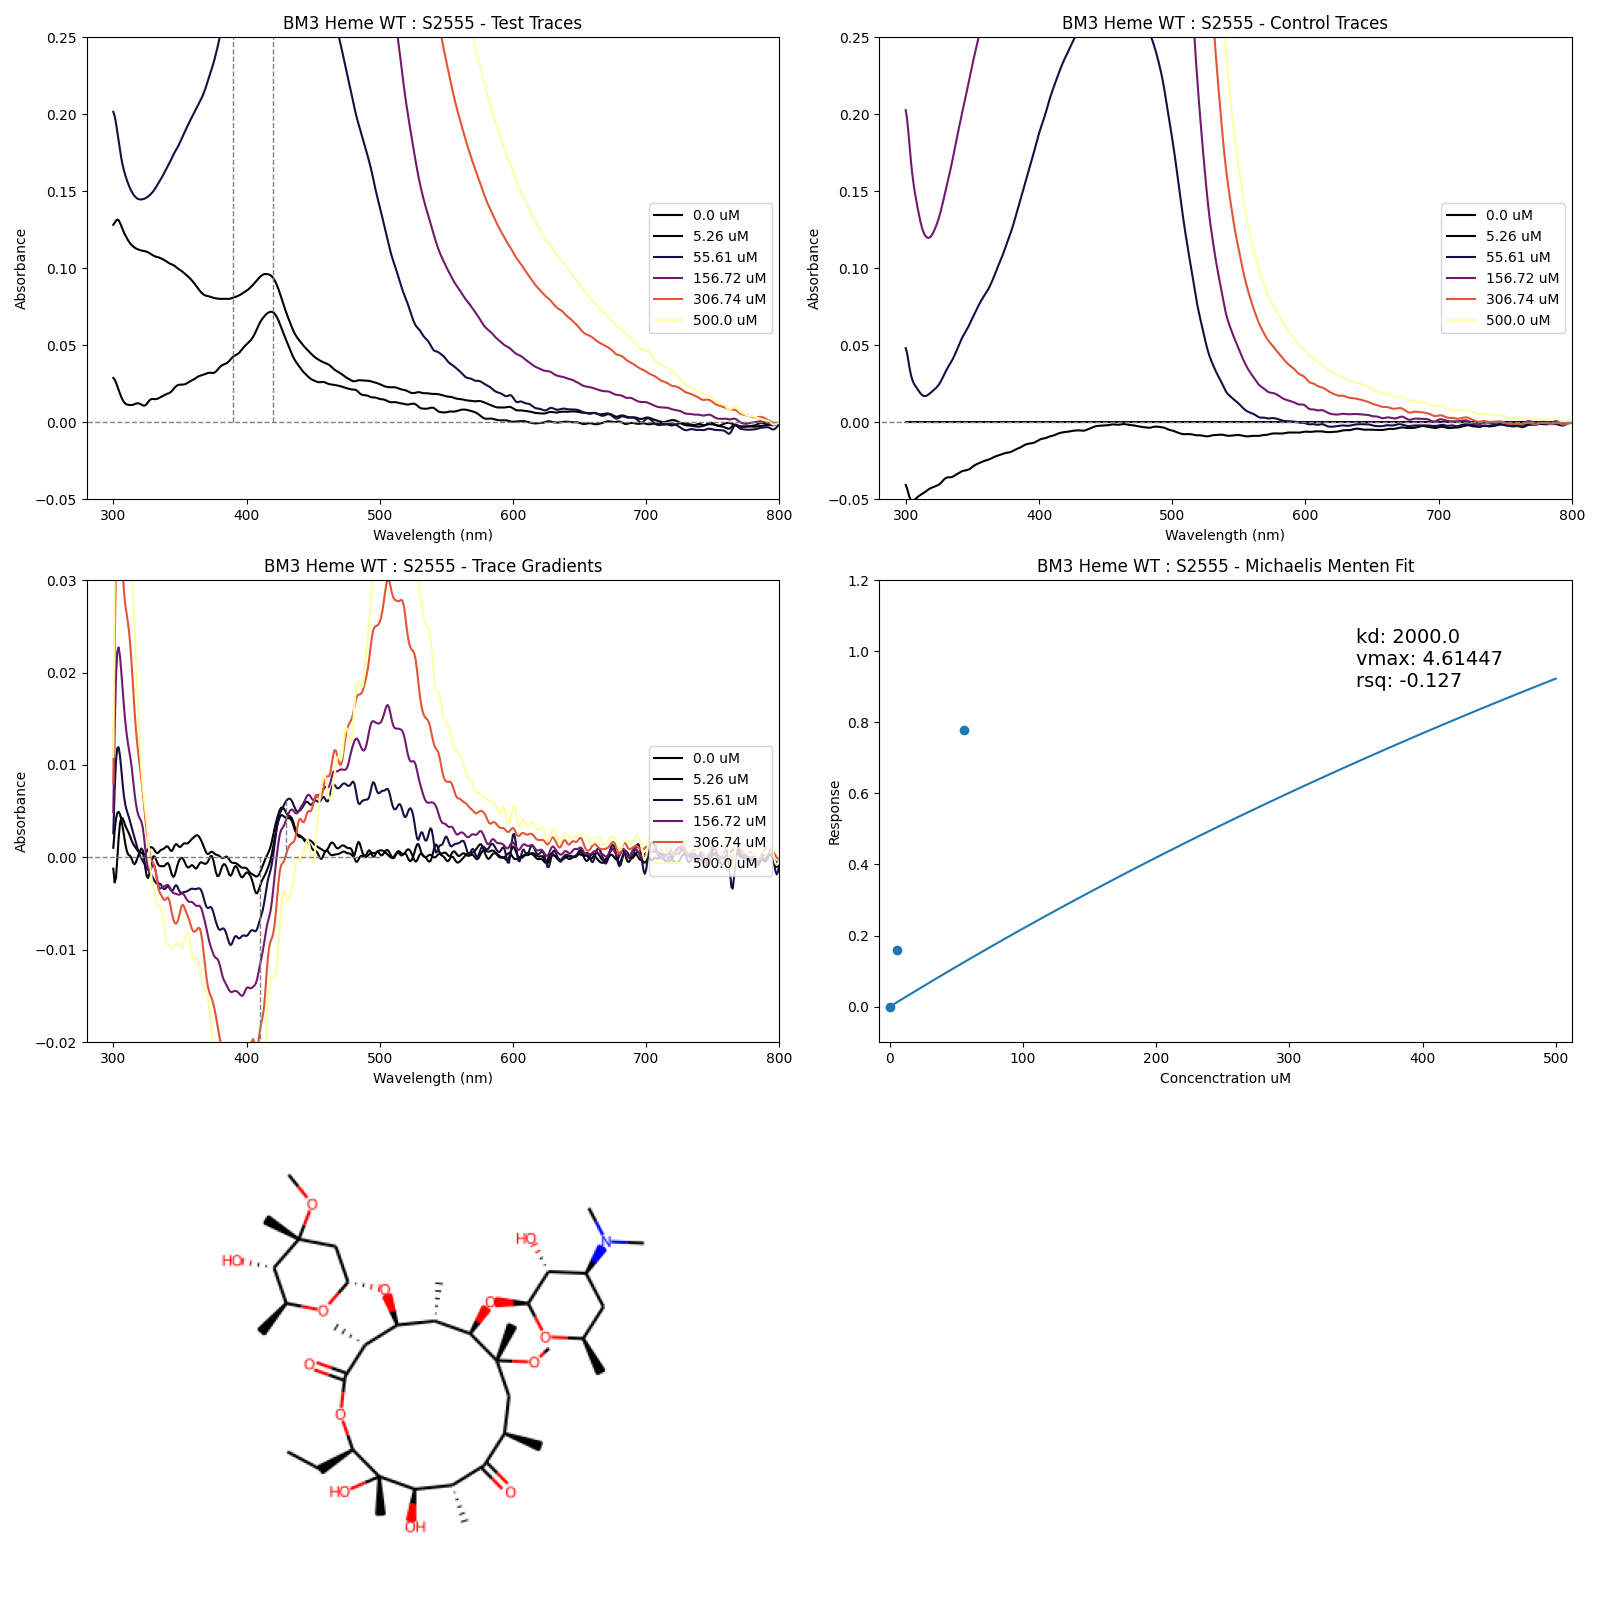 BM3 Heme WT : S2555 - Test Traces
0.25
0.20
0.15
0.10
0.05
0.00
−0.05
Absorbance
300
400
500
600
700
800
Wavelength (nm)
0.0 uM
5.26 uM
55.61 uM
156.72 uM
306.74 uM
500.0 uM
BM3 Heme WT : S2555 - Control Traces
0.25
0.20
0.15
0.10
0.05
0.00
−0.05
Absorbance
300
400
500
600
700
800
Wavelength (nm)
0.0 uM
5.26 uM
55.61 uM
156.72 uM
306.74 uM
500.0 uM
BM3 Heme WT : S2555 - Trace Gradients
0.03
0.02
0.01
0.00
−0.01
−0.02
Absorbance
300
400
500
600
700
800
Wavelength (nm)
0.0 uM
5.26 uM
55.61 uM
156.72 uM
306.74 uM
500.0 uM
BM3 Heme WT : S2555 - Michaelis Menten Fit
1.2
1.0
0.8
0.6
0.4
0.2
0.0
Response
0
100
200
300
400
500
Concenctration uM
kd: 2000.0
vmax: 4.61447
rsq: -0.127
O
HO
O
O
HO
N
O
O
O
O
O
HO
OH
O